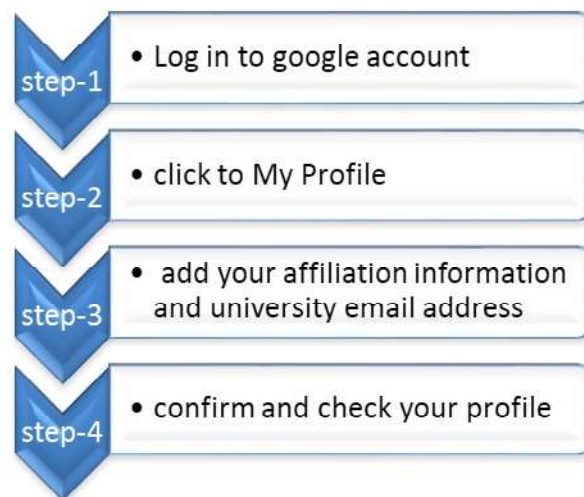 step-1
• Log in to google account
step-2
• click to My Profile
step-3
• add your affiliation information
and university email address
step-4
• confirm and check your profile